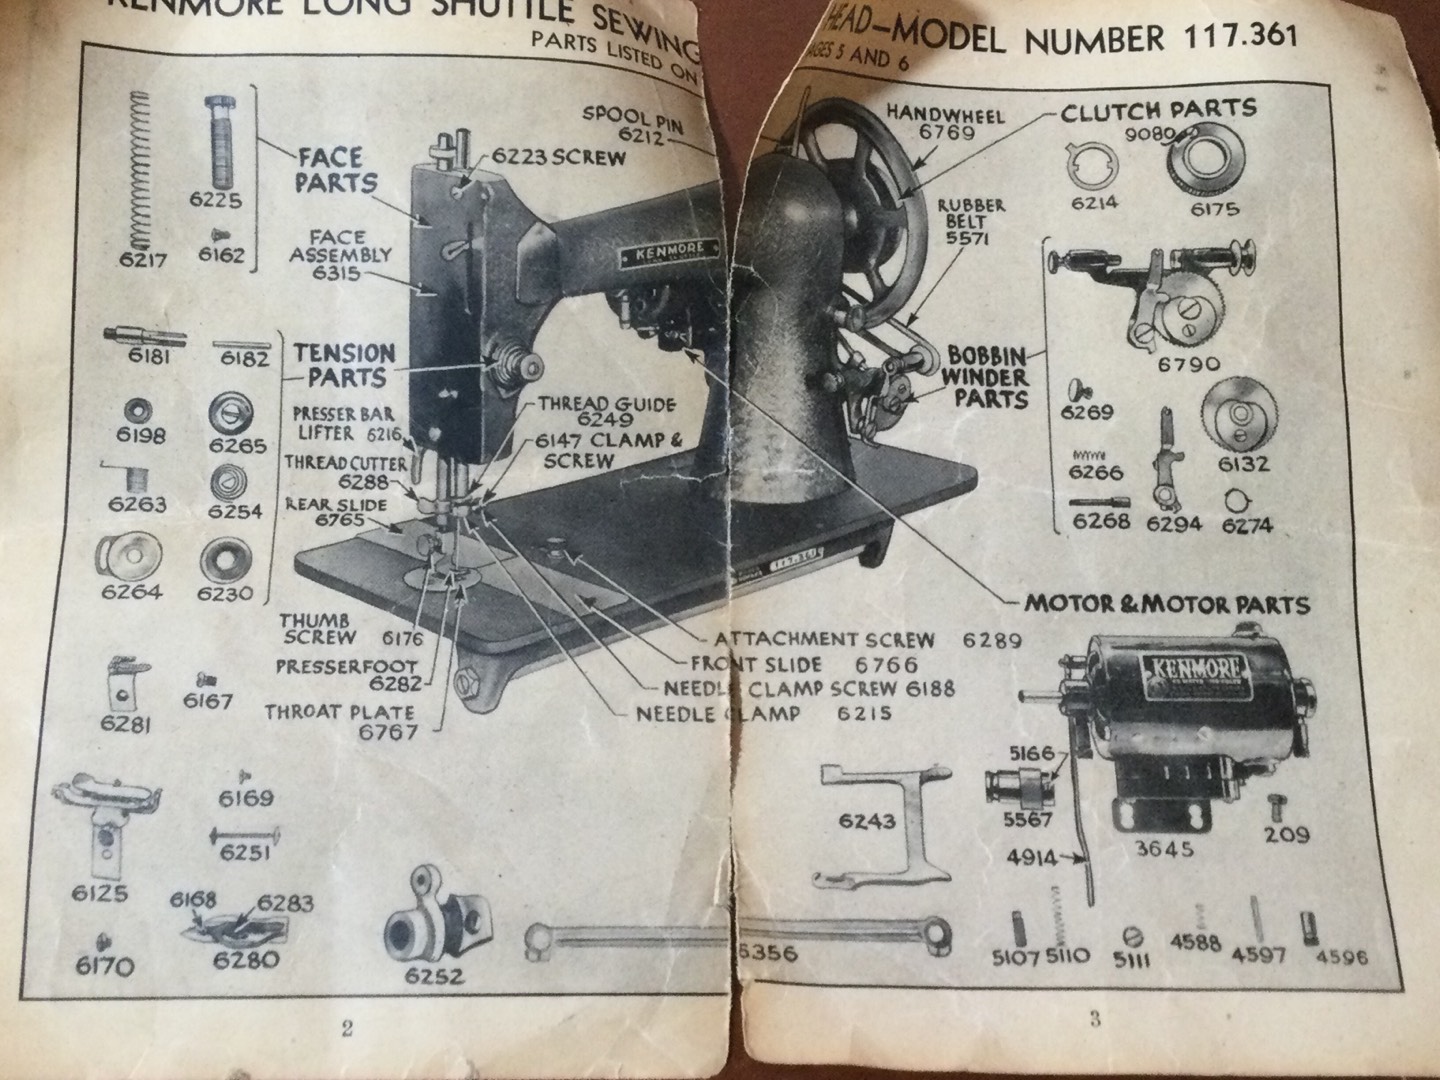 KENMORE LONG SHUTTLE SEWING
HEAD—MODEL NUMBER 117.361
PARTS LISTED ON
PAGES 5 AND 6
6217
6225
6162
FACE
PARTS
FACE
ASSEMBLY
6315
6223 SCREW
SPOOL PIN
6212
KENMORE
HANDWHEEL
6769
CLUTCH PARTS
9080
6214
6175
RUBBER
BELT
5571
6181
6182
TENSION
PARTS
6198
6265
6263
6254
6264
6230
PRESSER BAR
LIFTER 6216
THREAD CUTTER
6288
REAR SLIDE
6765
THREAD GUIDE
6249
6147 CLAMP &
SCREW
BOBBIN
WINDER
PARTS
6790
6269
6132
6266
6268
6294
6274
117.361
THUMB
SCREW 6176
PRESSERFOOT
6282
THROAT PLATE
6767
MOTOR & MOTOR PARTS
ATTACHMENT SCREW 6289
FRONT SLIDE 6766
NEEDLE CLAMP SCREW 6188
NEEDLE CLAMP 6215
6281
6167
6125
6169
6251
6168
6283
6280
6170
6252
6356
6243
KENMORE
5166
5567
4914
3645
209
5107
5110
5111
4588
4597
4596
2
3